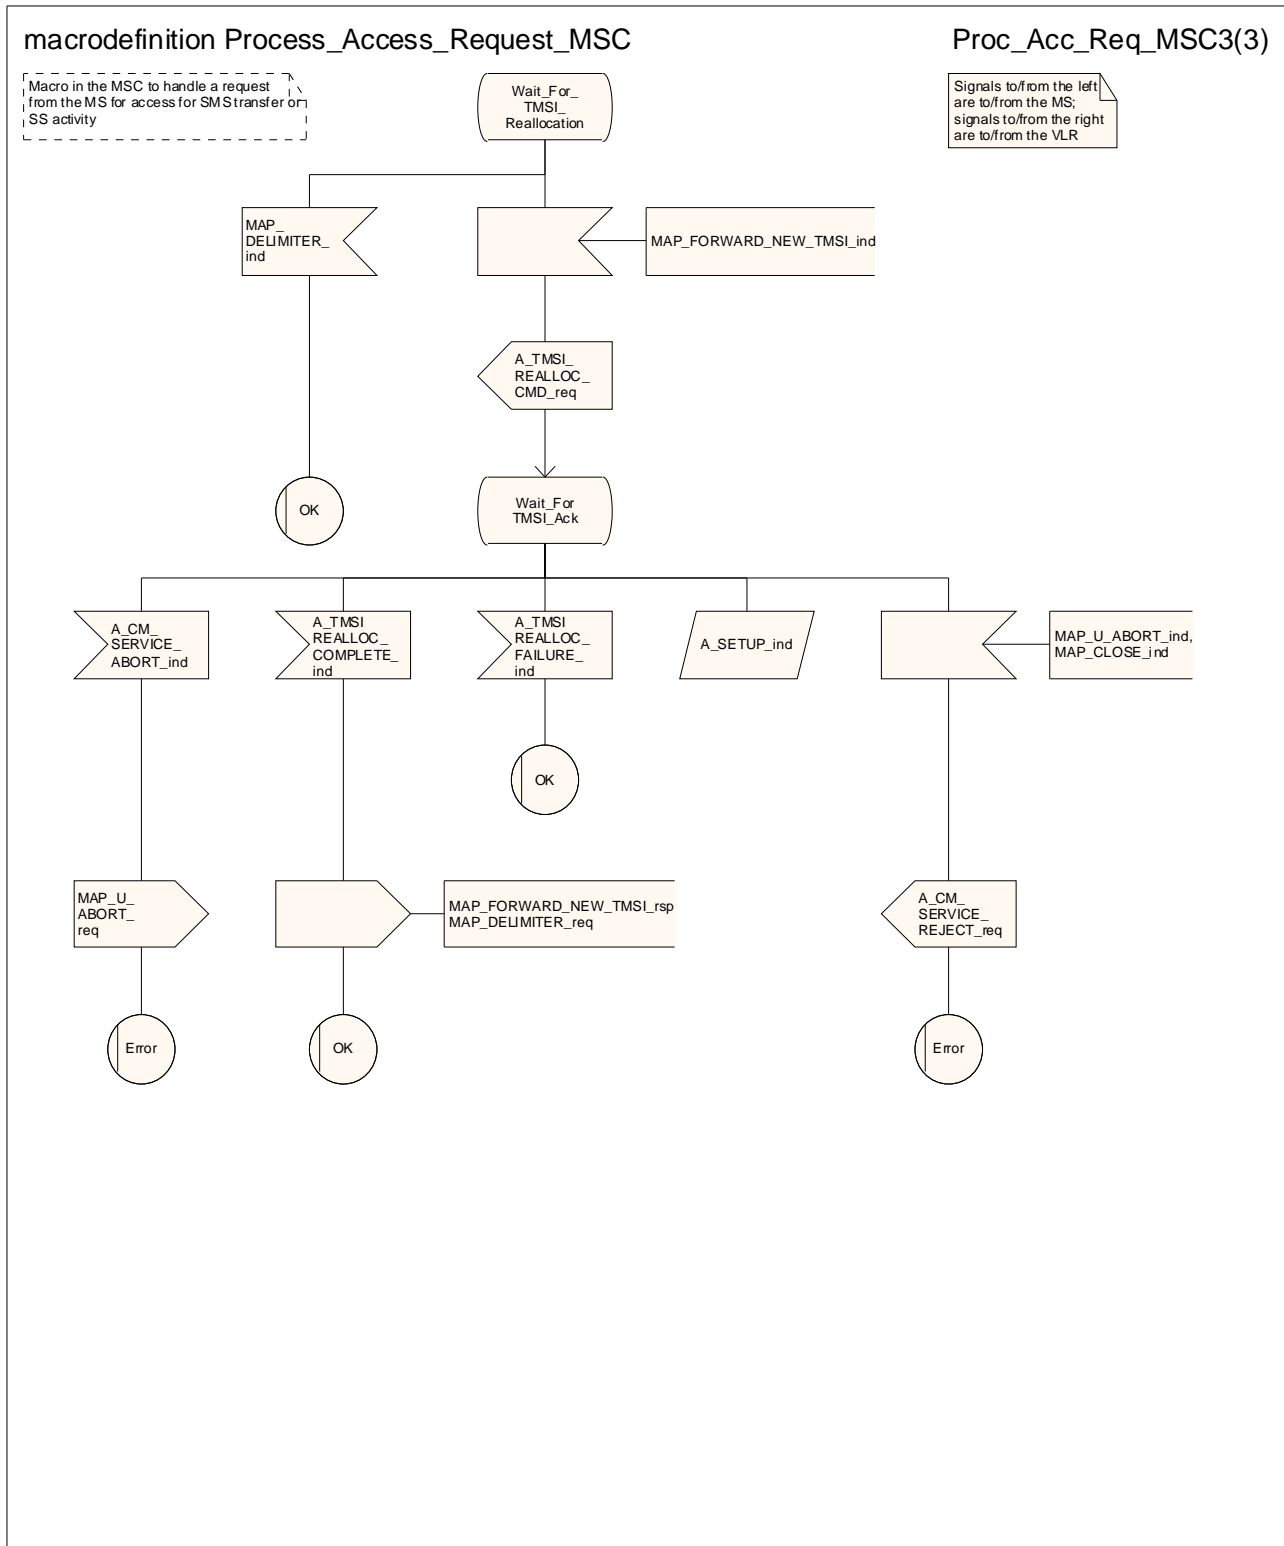 macrodefinition Process_Access_Request_MSC
Proc_Acc_Req_MSC3(3)
Macro in the MSC to handle a request
from the MS for access for SMS transfer or
SS activity
Wait_For_
TMSI_
Reallocation
Signals to/from the left
are to/from the MS;
signals to/from the right
are to/from the VLR
MAP_
DELIMITER_
ind
MAP_FORWARD_NEW_TMSI_ind
A_TMSI_
REALLOC_
CMD_req
OK
Wait_For
TMSI_Ack
A_CM_
SERVICE_
ABORT_ind
A_TMSI
REALLOC_
COMPLETE_
ind
A_TMSI
REALLOC_
FAILURE_
ind
A_SETUP_ind
MAP_U_ABORT_ind,
MAP_CLOSE_ind
OK
MAP_U_
ABORT_
req
MAP_FORWARD_NEW_TMSI_rsp
MAP_DELIMITER_req
A_CM_
SERVICE_
REJECT_req
Error
OK
Error